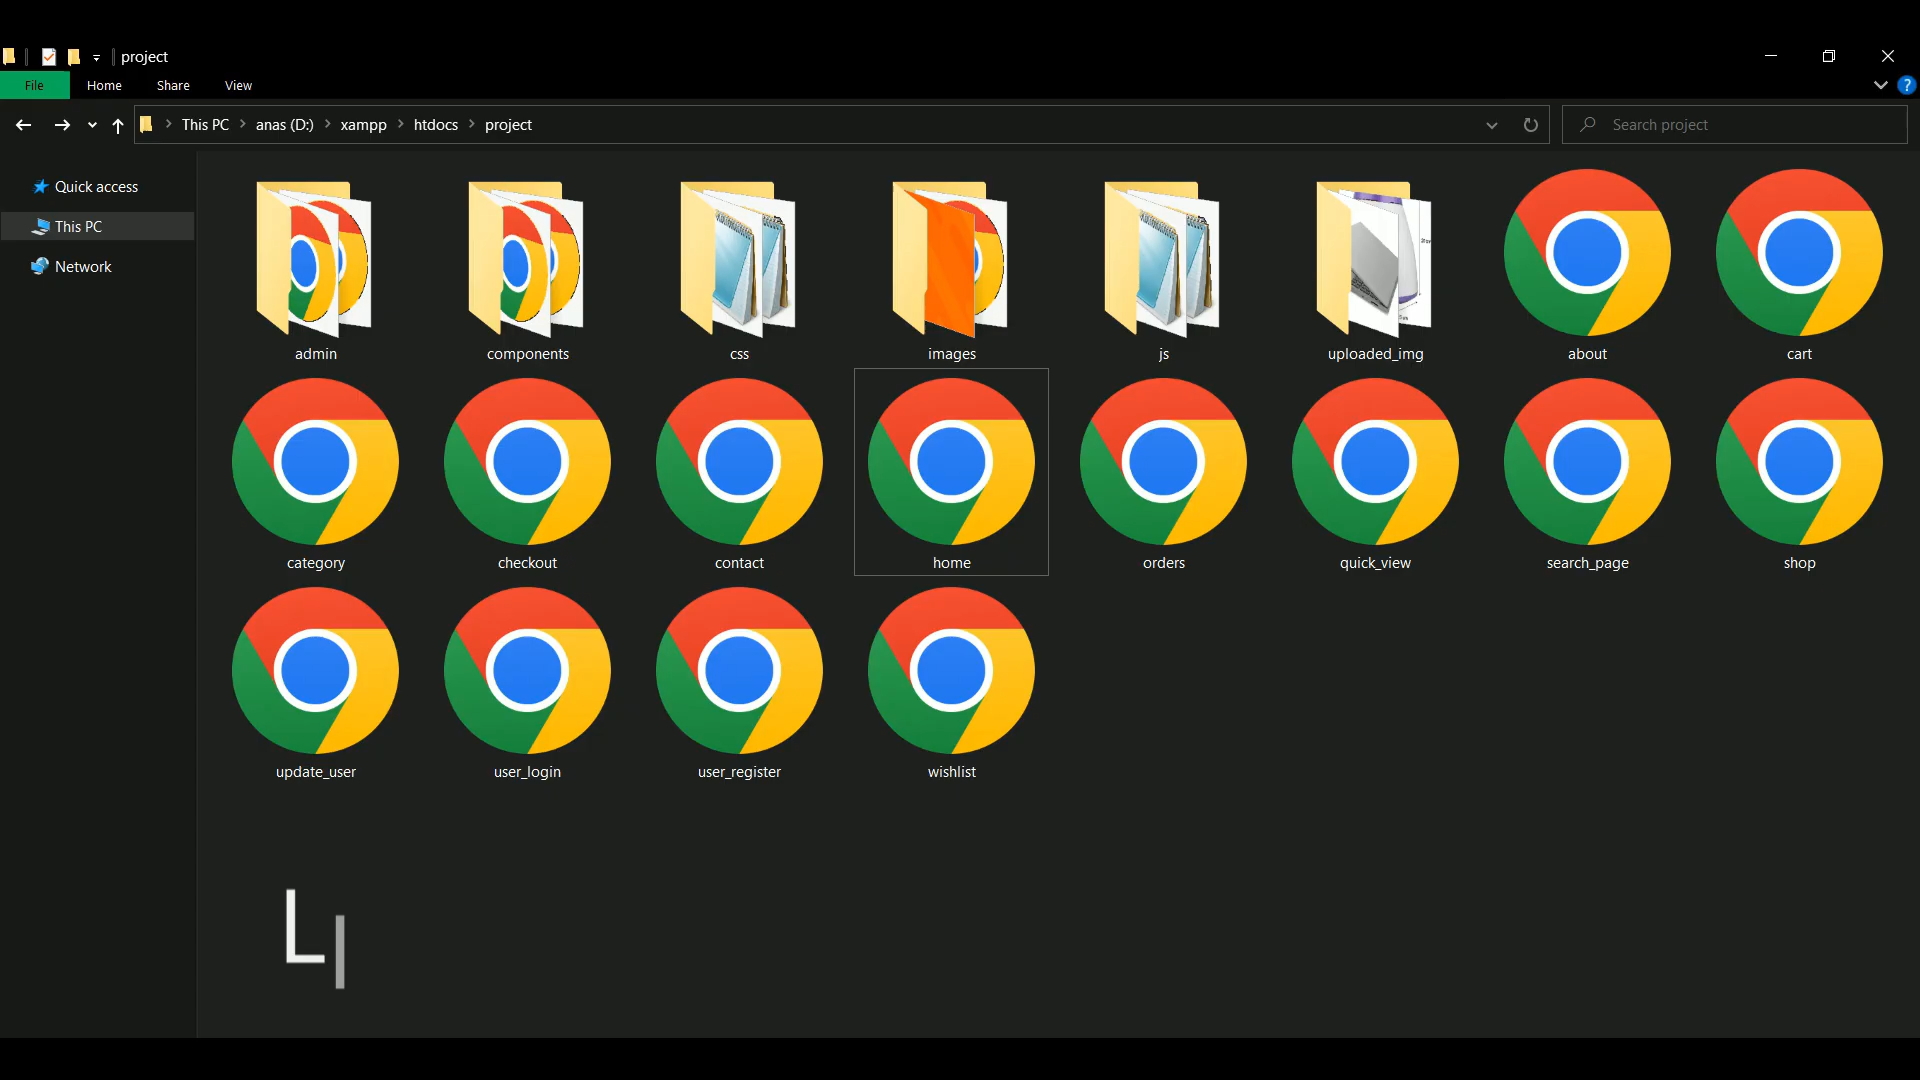 project
File Home Share View
This PC anas (D:) xampp htdocs project
Search project
Quick access
This PC
Network
admin components css images js uploaded_img about cart
category checkout contact home orders quick_view search_page shop
update_user user_login user_register wishlist
L